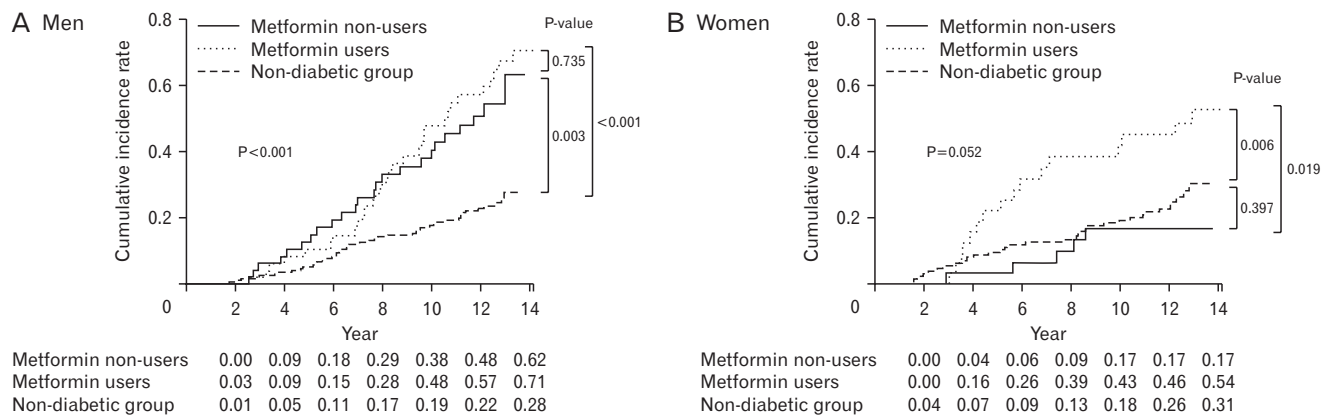 A Men
P-value
Metformin non-users
Metformin users
Non-diabetic group
0.8
0.6
0.4
0.2
0
Cumulative incidence rate
P<0.001
0.735
0.003
<0.001
2 4 6 8 10 12 14
Year
Metformin non-users 0.00 0.09 0.18 0.29 0.38 0.48 0.62
Metformin users 0.03 0.09 0.15 0.28 0.48 0.57 0.71
Non-diabetic group 0.01 0.05 0.11 0.17 0.19 0.22 0.28
B Women
P-value
Metformin non-users
Metformin users
Non-diabetic group
0.8
0.6
0.4
0.2
0
Cumulative incidence rate
P=0.052
0.006
0.397
0.019
2 4 6 8 10 12 14
Year
Metformin non-users 0.00 0.04 0.06 0.09 0.17 0.17 0.17
Metformin users 0.00 0.16 0.26 0.39 0.43 0.46 0.54
Non-diabetic group 0.04 0.07 0.09 0.13 0.18 0.26 0.31